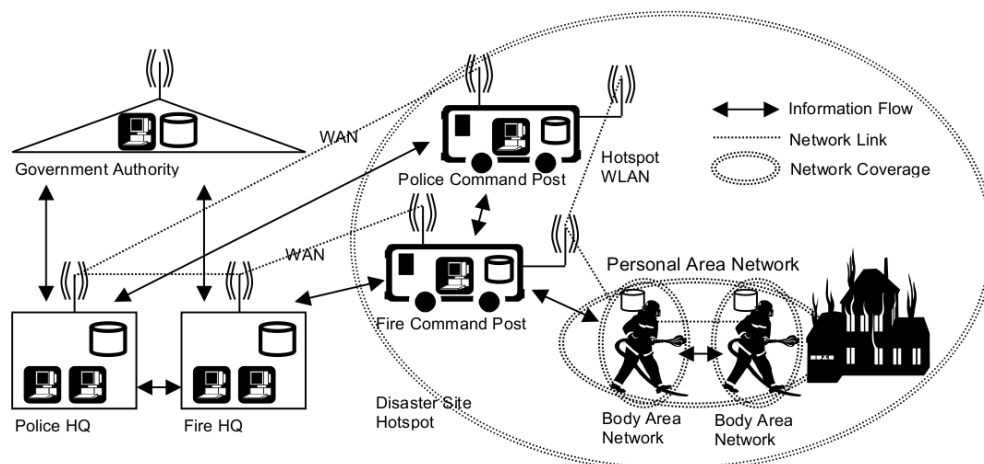 WAN
Government Authority
Police Command Post
Hotspot
WLAN
Information Flow
Network Link
Network Coverage
WAN
Personal Area Network
Fire Command Post
Disaster Site
Hotspot
Body Area
Network
Body Area
Network
Police HQ
Fire HQ